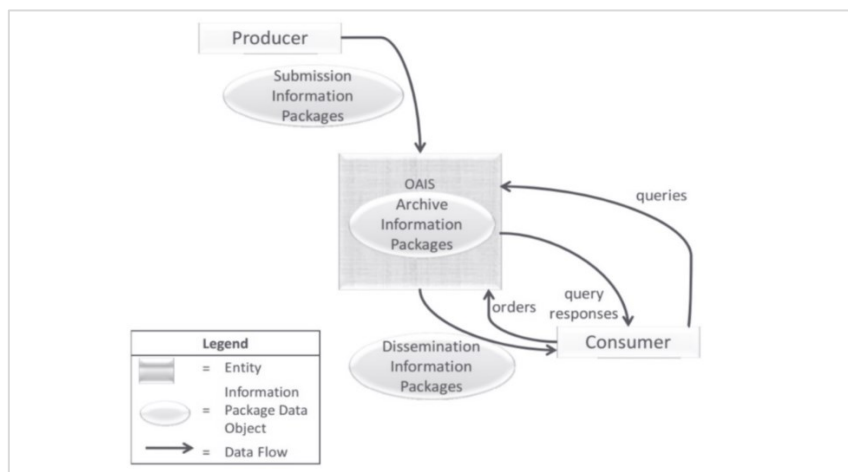 Producer
Submission
Information
Packages
OAIS
Archive
Information
Packages
queries
orders
query
responses
Consumer
Dissemination
Information
Packages
Legend
= Entity
Information
= Package Data
Object
= Data Flow